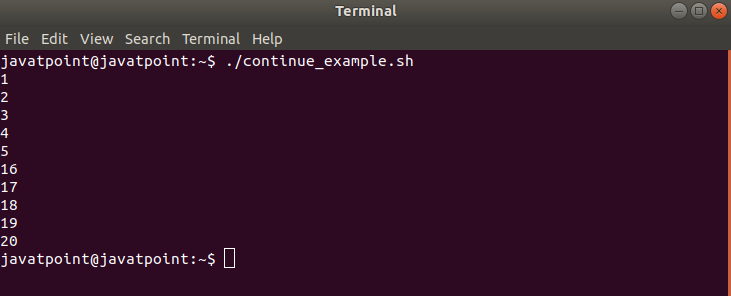 Terminal
File Edit View Search Terminal Help
javatpoint@javatpoint:~$ ./continue_example.sh
1
2
3
4
5
16
17
18
19
20
javatpoint@javatpoint:~$